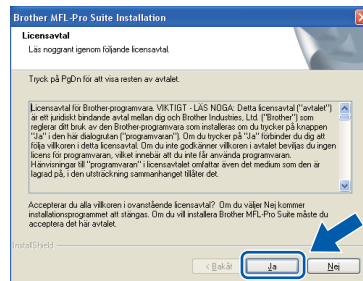 Brother MFL-Pro Suite Installation
Licensavtal
Läs noggrant igenom följande licensavtal.
Tryck på PgDn för att visa resten av avtalet.
Licensavtal för Brother-programvara. VIKTIGT - LÄS NOGA: Detta licensavtal ("avtalet")
är ett juridiskt bindande avtal mellan dig och Brother Industries, Ltd. ("Brother") som
reglerar ditt bruk av den Brother-programvara som installeras om du trycker på knappen
"Ja" i den här dialogrutan ("programvaran"). Om du trycker på "Ja" förbinder du dig att
följa villkoren i detta licensavtal. Om du inte godkänner villkoren i avtalet beviljas du ingen
licens för programvaran, vilket innebär att du inte får använda programvaran.
Hänvisningar till "programvaran" i licensavtalet omfattar även det medium som den är
lagrad på, i den utsträckning sammanhanget tillåter det.
Accepterar du alla villkoren i ovanstående licensavtal? Om du väljer Nej kommer
installationsprogrammet att stängas. Om du vill installera Brother MFL-Pro Suite måste du
acceptera det här avtalet.
InstallShield
< Bakåt
Ja
Nej